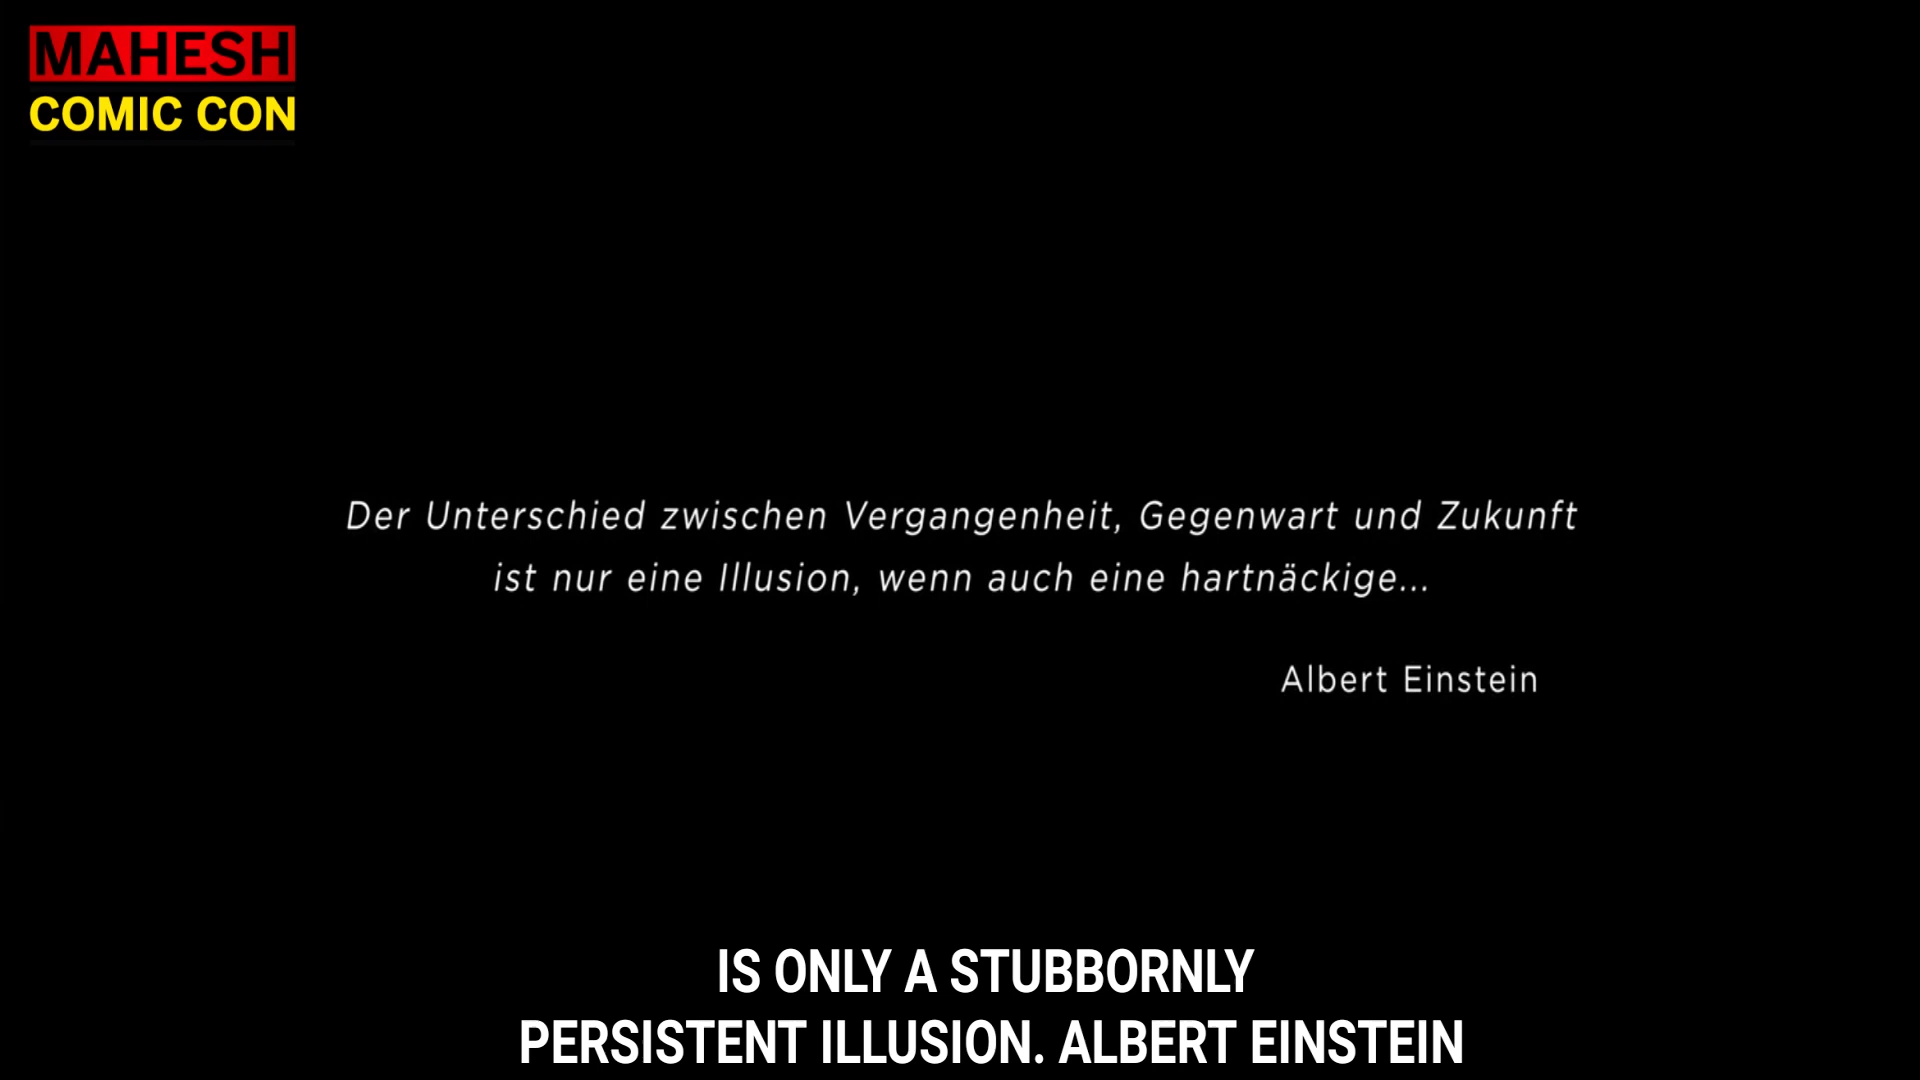 MAHESH
COMIC CON
Der Unterschied zwischen Vergangenheit, Gegenwart und Zukunft
ist nur eine Illusion, wenn auch eine hartnäckige...
Albert Einstein
IS ONLY A STUBBORNLY
PERSISTENT ILLUSION. ALBERT EINSTEIN